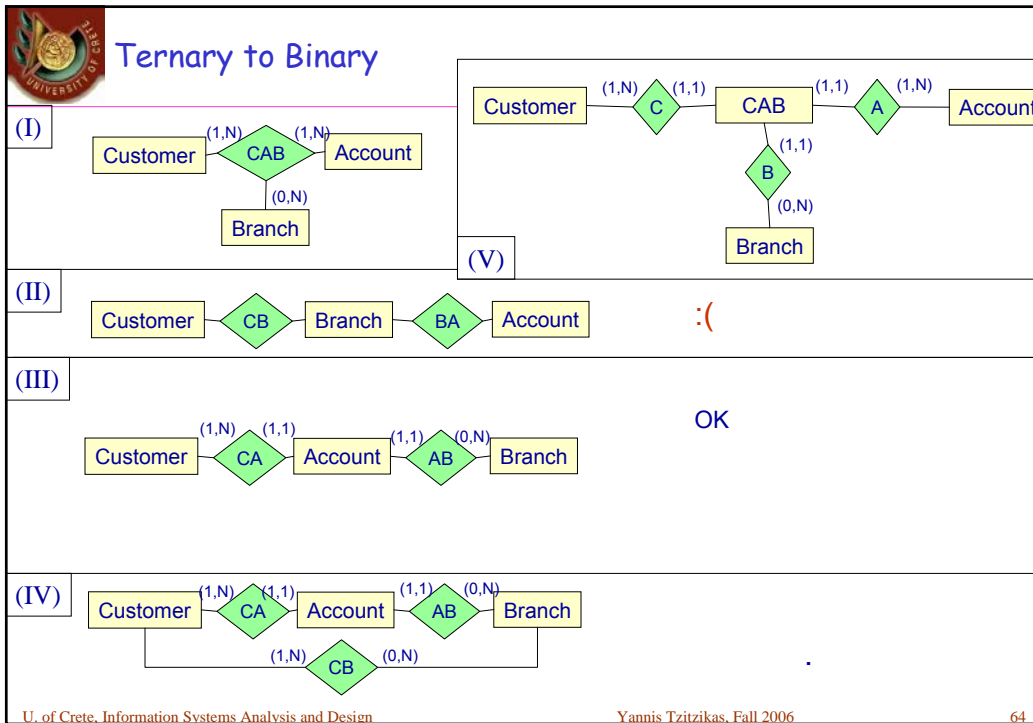 UNIVERSITY OF CRETE
Ternary to Binary
(I)
(1,N) (1,N)
Customer CAB Account
(0,N)
Branch
(1,N) (1,1) (1,1) (1,N)
Customer C CAB A Account
(1,1)
B
(0,N)
Branch
(V)
(II)
Customer CB Branch BA Account :(
(III)
OK
(1,N) (1,1) (1,1) (0,N)
Customer CA Account AB Branch
(IV)
(1,N) (1,1) (1,1) (0,N)
Customer CA Account AB Branch
(1,N) CB (0,N)
.
U. of Crete, Information Systems Analysis and Design Yannis Tzitzikas, Fall 2006 64